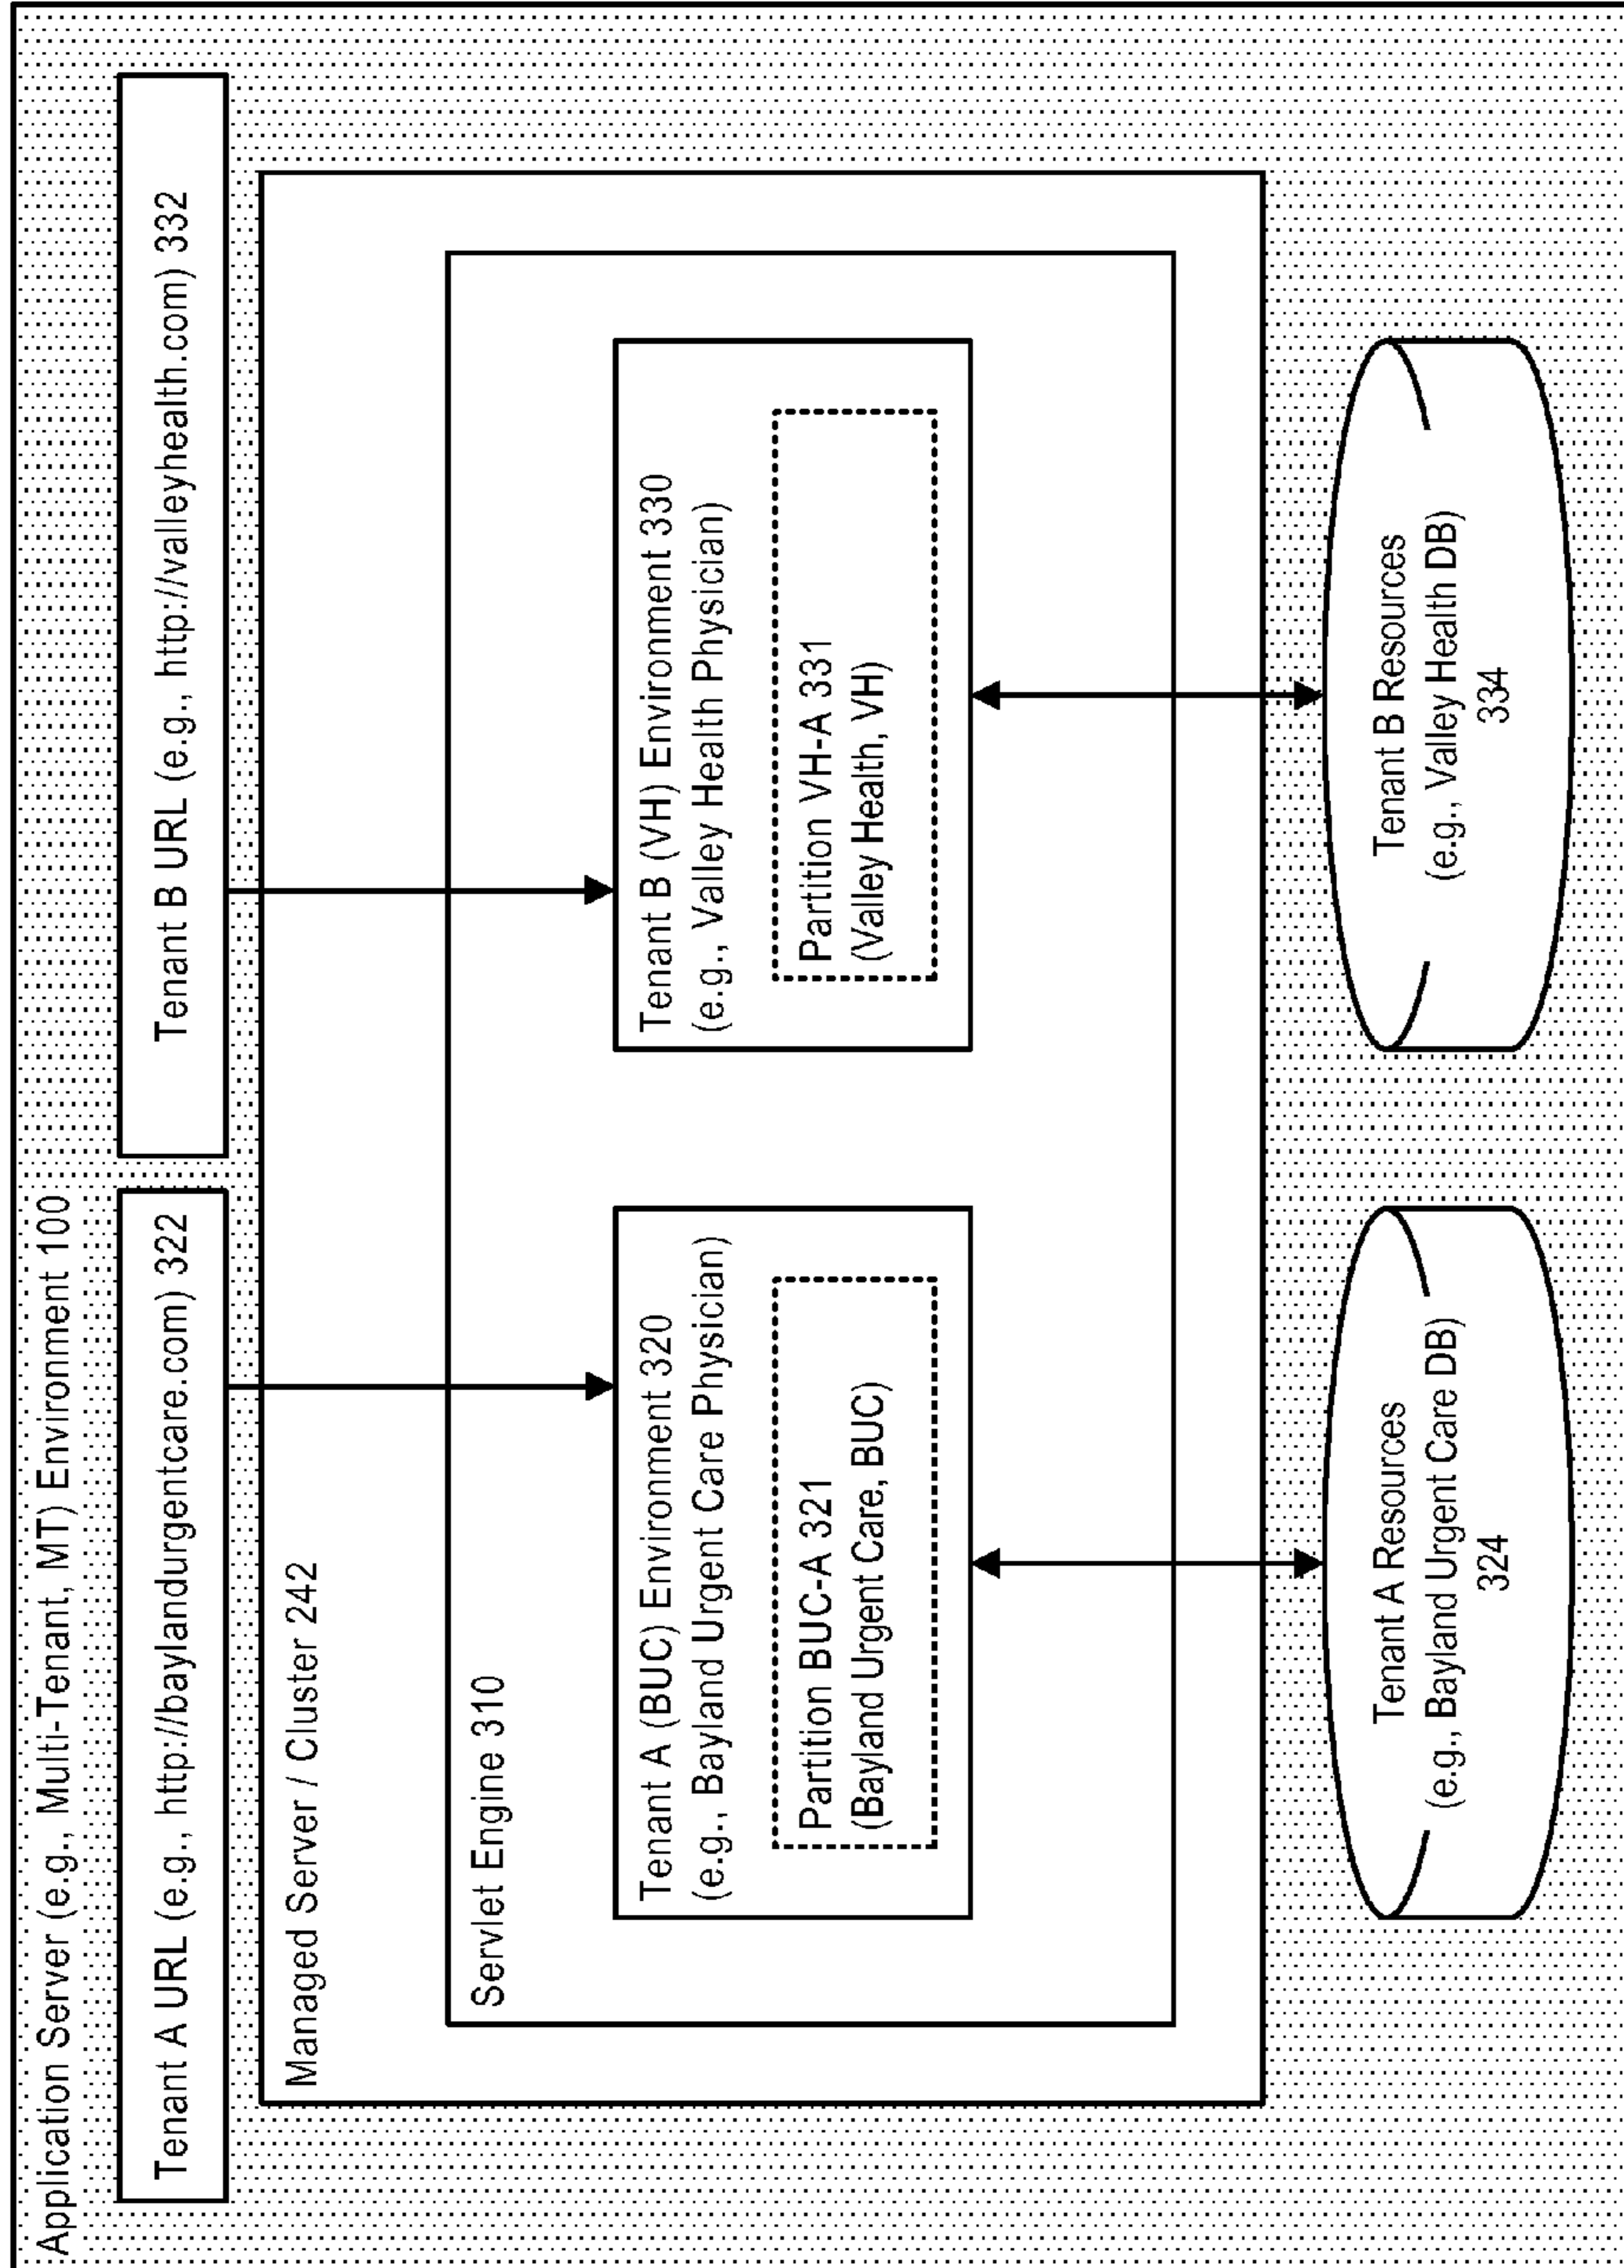 Application Server (e.g., Multi-Tenant, MT) Environment 100
Tenant A URL (e.g., http://baylandurgentcare.com) 322
Tenant B URL (e.g., http://valleyhealth.com) 332
Managed Server / Cluster 242
Servlet Engine 310
Tenant A (BUC) Environment 320
(e.g., Bayland Urgent Care Physician)
Partition BUC-A 321
(Bayland Urgent Care, BUC)
Tenant B (VH) Environment 330
(e.g., Valley Health Physician)
Partition VH-A 331
(Valley Health, VH)
Tenant A Resources
(e.g., Bayland Urgent Care DB)
324
Tenant B Resources
(e.g., Valley Health DB)
334